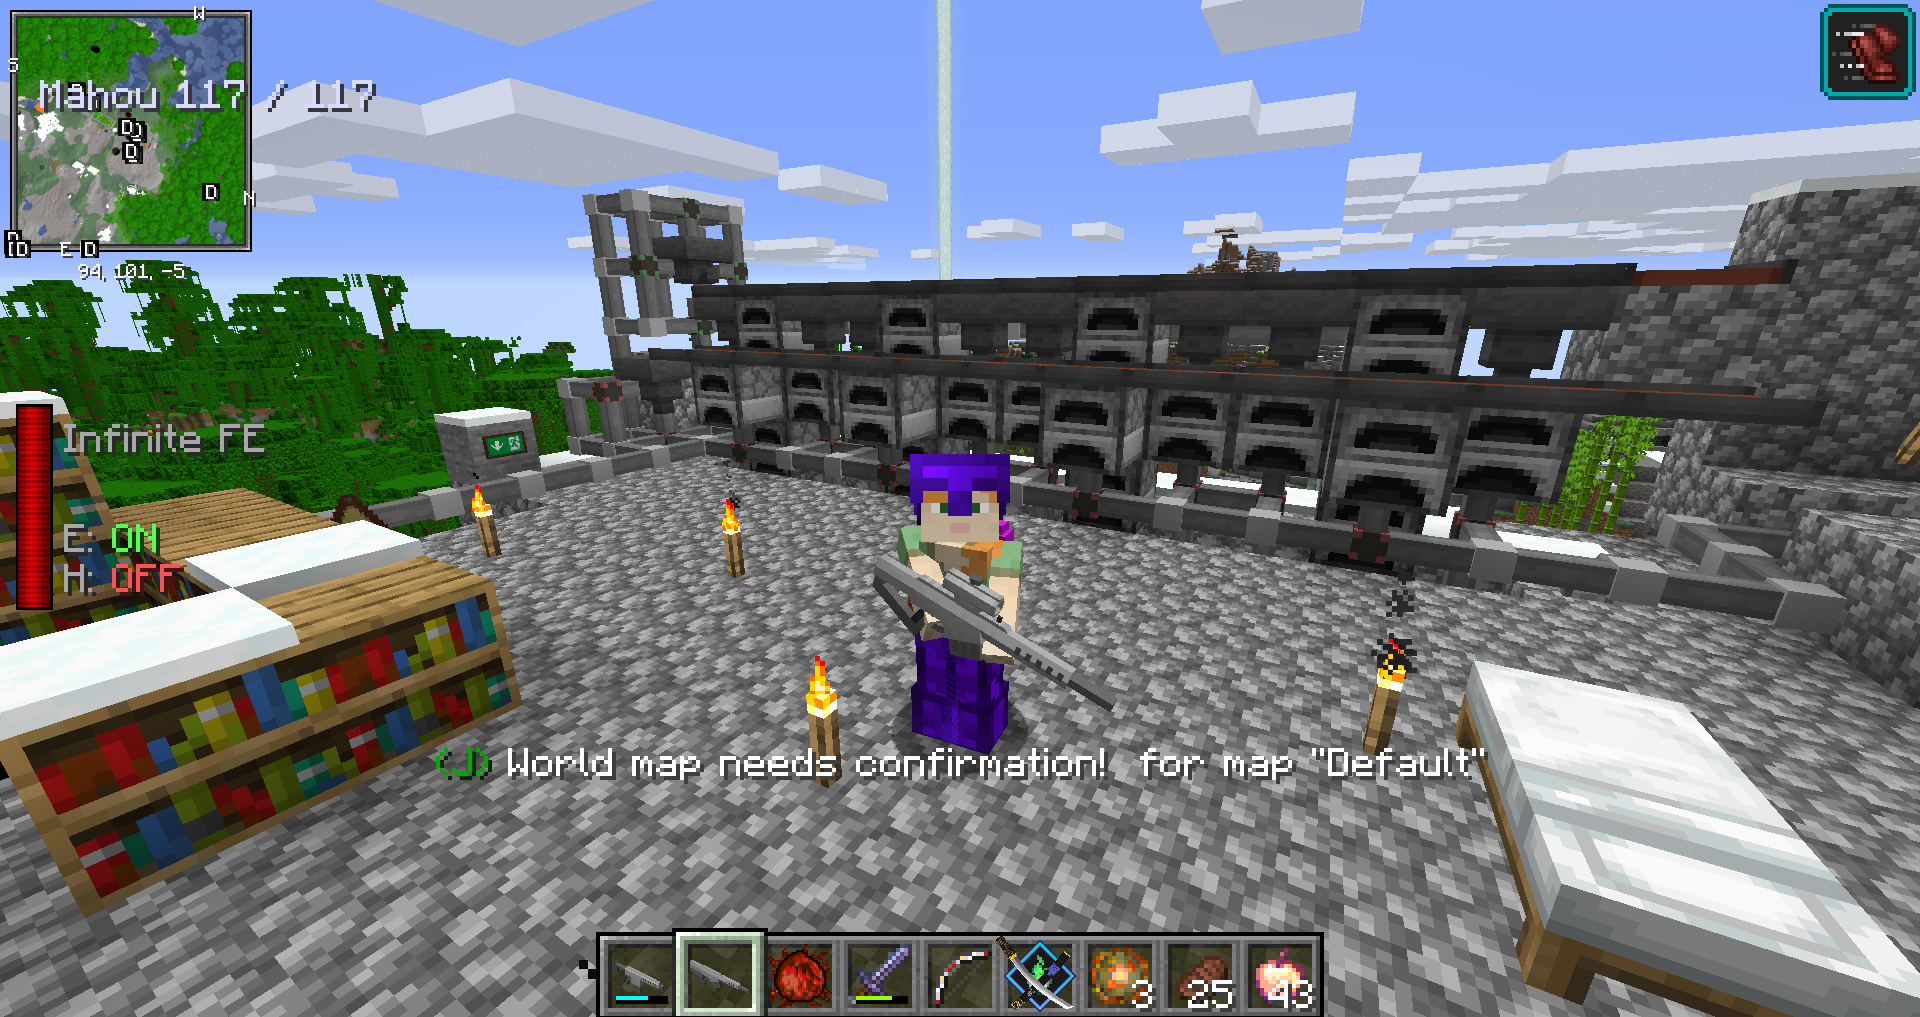 W
S
Mahou 117 / 117
D
D
D
D
N
D
D
E D
94, 101, -5
Infinite FE
E: ON
H: OFF
(J) World map needs confirmation!  for map "Default"
3
25
43